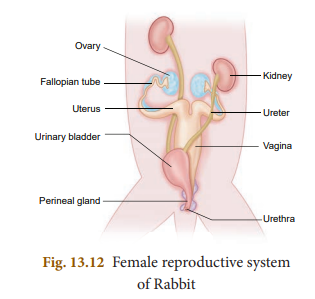 Ovary
Fallopian tube
Uterus
Urinary bladder
Perineal gland
Kidney
Ureter
Vagina
Urethra
Fig. 13.12 Female reproductive system
of Rabbit